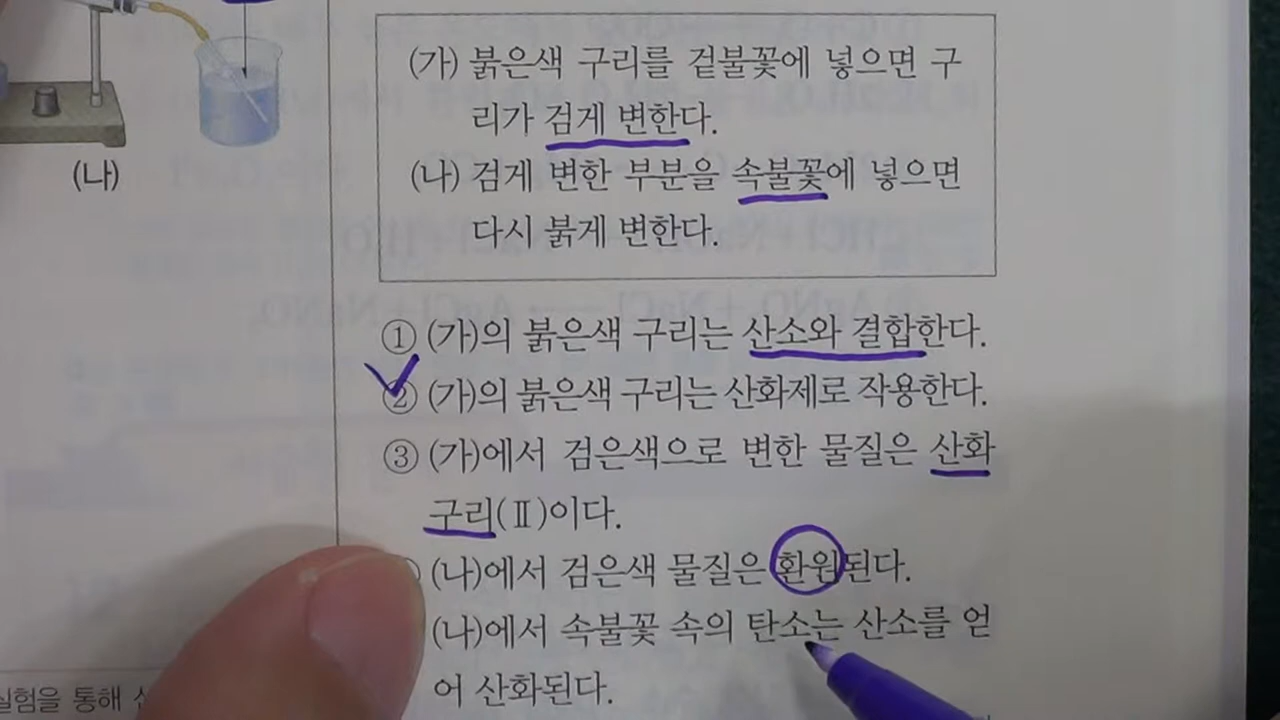 (나)
(가) 붉은색 구리를 겉불꽃에 넣으면 구
리가 검게 변한다.
(나) 검게 변한 부분을 속불꽃에 넣으면
다시 붉게 변한다.
① (가)의 붉은색 구리는 산소와 결합한다.
② (가)의 붉은색 구리는 산화제로 작용한다.
③ (가)에서 검은색으로 변한 물질은 산화
구리(Ⅱ)이다.
(나)에서 검은색 물질은 환원된다.
(나)에서 속불꽃 속의 탄소는 산소를 얻
어 산화된다.
실험을 통해